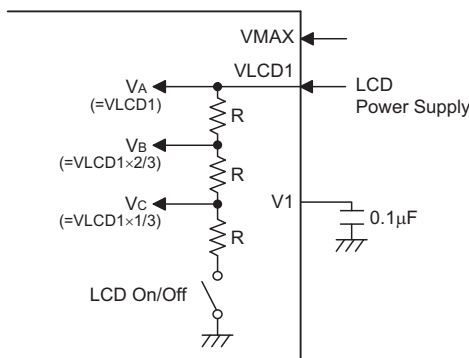 VMAX
VLCD1
LCD
Power Supply
VA
(=VLCD1)
R
VB
(=VLCD1×2/3)
R
VC
(=VLCD1×1/3)
V1
0.1μF
R
LCD On/Off